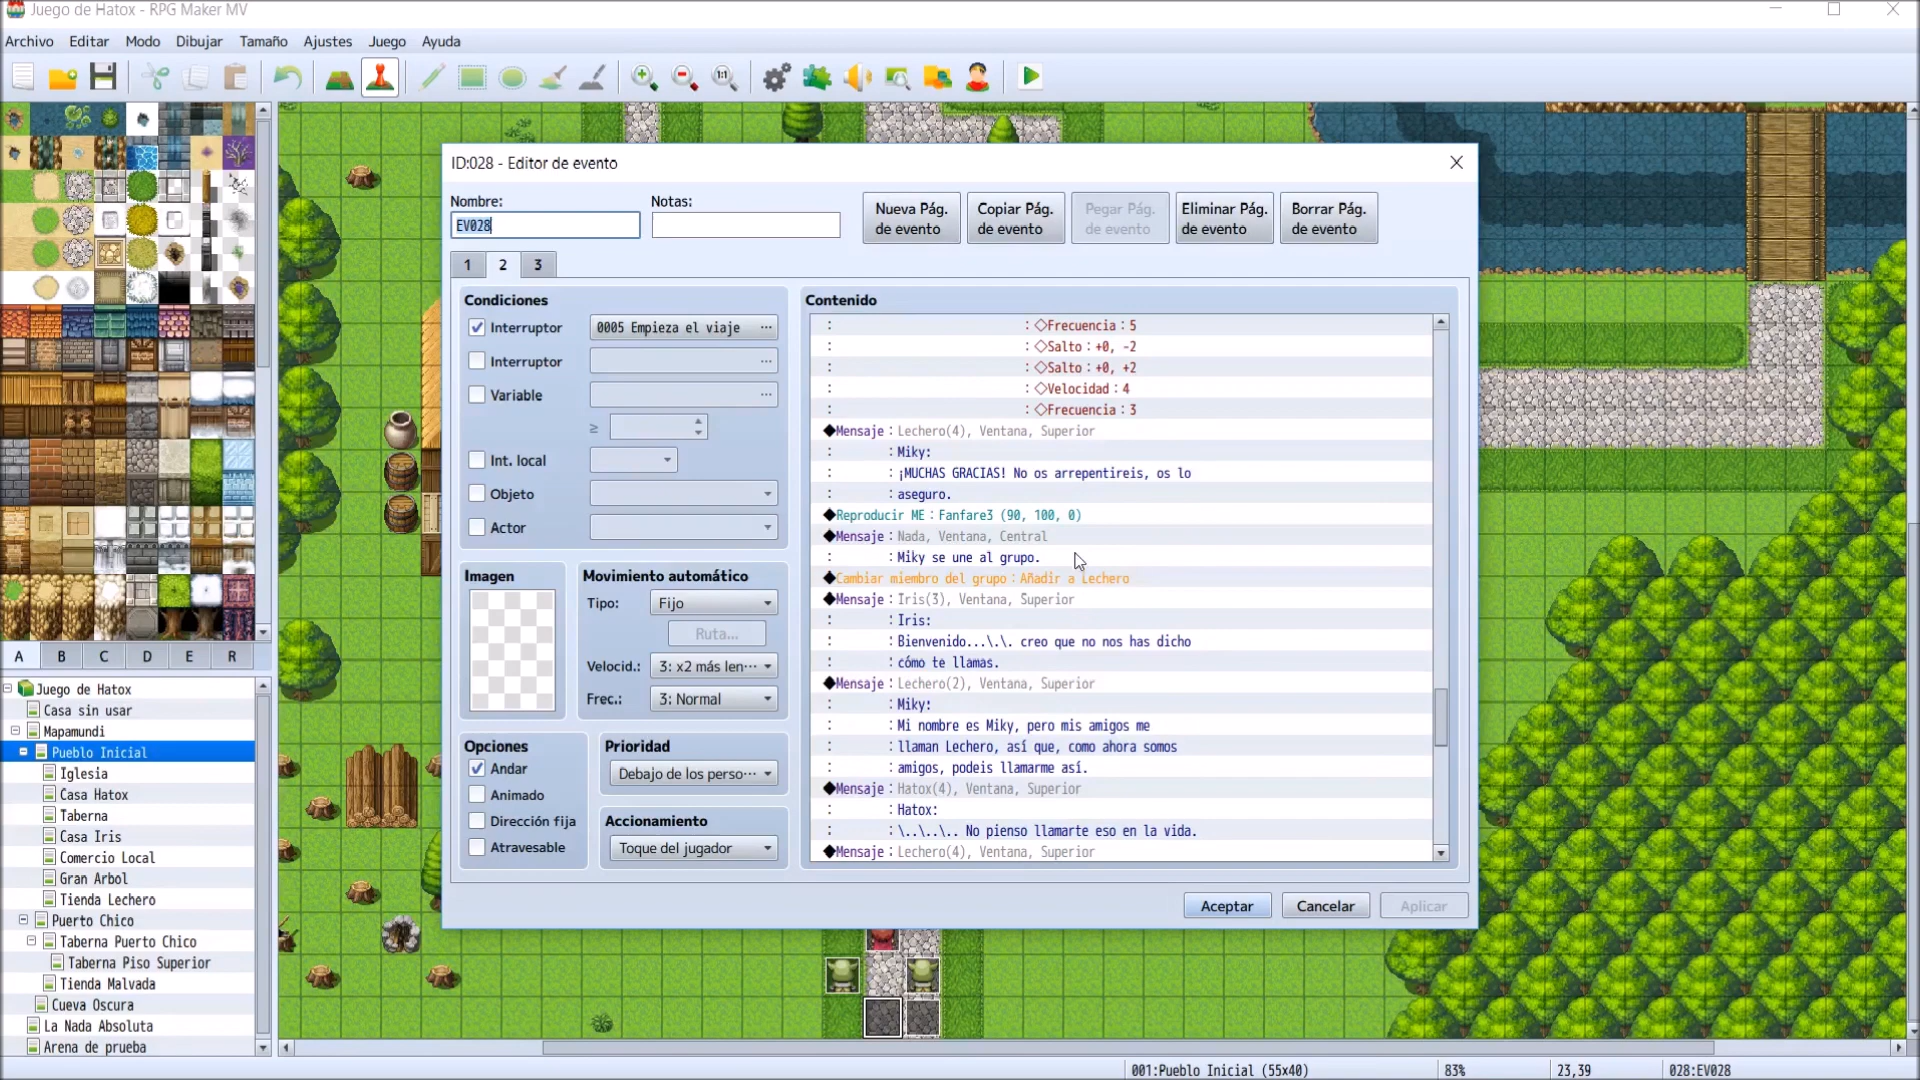 Juego de Hatox - RPG Maker MV
Archivo Editar Modo Dibujar Tamaño Ajustes Juego Ayuda
1:1
ID:028 - Editor de evento
Nombre:
EV028
Notas:
Nueva Pág. de evento
Copiar Pág. de evento
Pegar Pág. de evento
Eliminar Pág. de evento
Borrar Pág. de evento
1 2 3
Condiciones
Interruptor 0005 Empieza el viaje ...
Interruptor ...
Variable ...
≥
Int. local
Objeto
Actor
Imagen
Movimiento automático
Tipo: Fijo
Ruta...
Velocid.: 3: x2 más len...
Frec.: 3: Normal
Opciones
Andar
Animado
Dirección fija
Atravesable
Prioridad
Debajo de los perso...
Accionamiento
Toque del jugador
Contenido
: : ◇Frecuencia : 5
: : ◇Salto : +0, -2
: : ◇Salto : +0, +2
: : ◇Velocidad : 4
: : ◇Frecuencia : 3
◆Mensaje : Lechero(4), Ventana, Superior
: : Miky:
: : ¡MUCHAS GRACIAS! No os arrepentireis, os lo
: : aseguro.
◆Reproducir ME : Fanfare3 (90, 100, 0)
◆Mensaje : Nada, Ventana, Central
: : Miky se une al grupo.
◆Cambiar miembro del grupo : Añadir a Lechero
◆Mensaje : Iris(3), Ventana, Superior
: : Iris:
: : Bienvenido...\.\. creo que no nos has dicho
: : cómo te llamas.
◆Mensaje : Lechero(2), Ventana, Superior
: : Miky:
: : Mi nombre es Miky, pero mis amigos me
: : llaman Lechero, así que, como ahora somos
: : amigos, podeis llamarme así.
◆Mensaje : Hatox(4), Ventana, Superior
: : Hatox:
: : \..\..\.. No pienso llamarte eso en la vida.
◆Mensaje : Lechero(4), Ventana, Superior
Aceptar Cancelar Aplicar
A B C D E R
Juego de Hatox
Casa sin usar
Mapamundi
Pueblo Inicial
Iglesia
Casa Hatox
Taberna
Casa Iris
Comercio Local
Gran Arbol
Tienda Lechero
Puerto Chico
Taberna Puerto Chico
Taberna Piso Superior
Tienda Malvada
Cueva Oscura
La Nada Absoluta
Arena de prueba
001:Pueblo Inicial (55x40) 83% 23,39 028:EV028